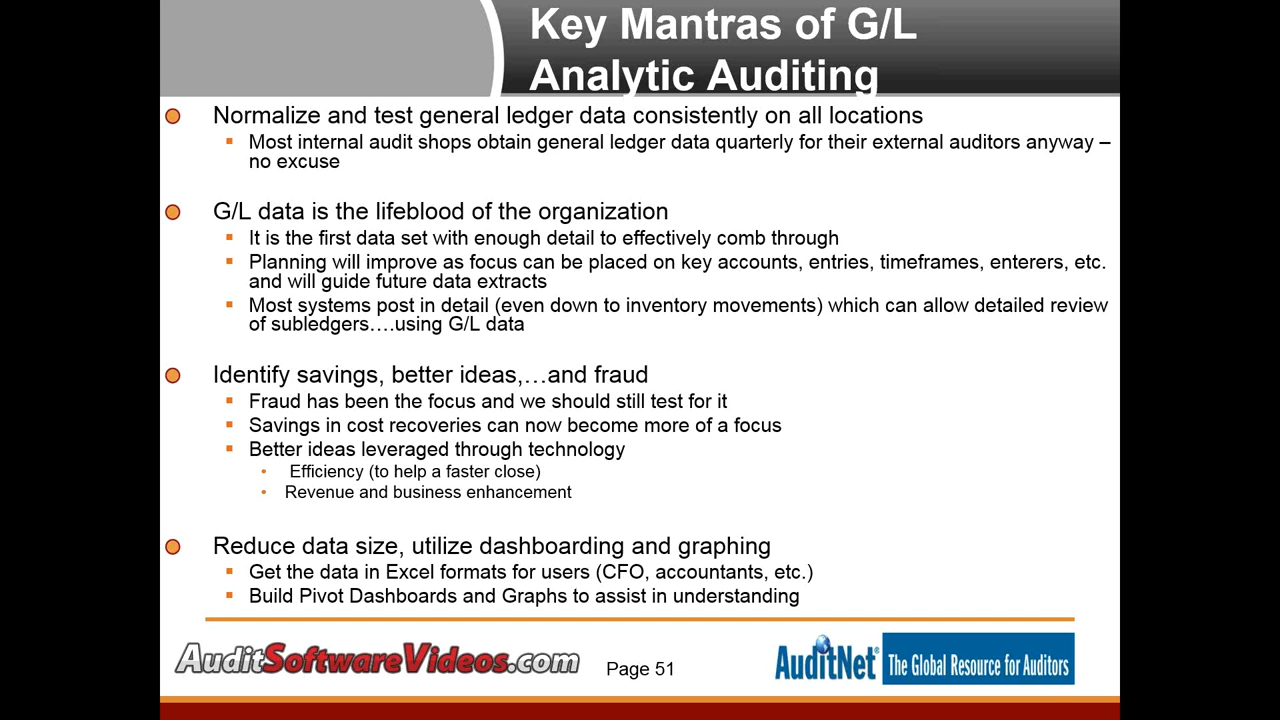 Key Mantras of G/L
Analytic Auditing
Normalize and test general ledger data consistently on all locations
Most internal audit shops obtain general ledger data quarterly for their external auditors anyway –
no excuse
G/L data is the lifeblood of the organization
It is the first data set with enough detail to effectively comb through
Planning will improve as focus can be placed on key accounts, entries, timeframes, enterers, etc.
and will guide future data extracts
Most systems post in detail (even down to inventory movements) which can allow detailed review
of subledgers….using G/L data
Identify savings, better ideas,…and fraud
Fraud has been the focus and we should still test for it
Savings in cost recoveries can now become more of a focus
Better ideas leveraged through technology
Efficiency (to help a faster close)
Revenue and business enhancement
Reduce data size, utilize dashboarding and graphing
Get the data in Excel formats for users (CFO, accountants, etc.)
Build Pivot Dashboards and Graphs to assist in understanding
AuditSoftwareVideos.com
Page 51
AuditNet® The Global Resource for Auditors